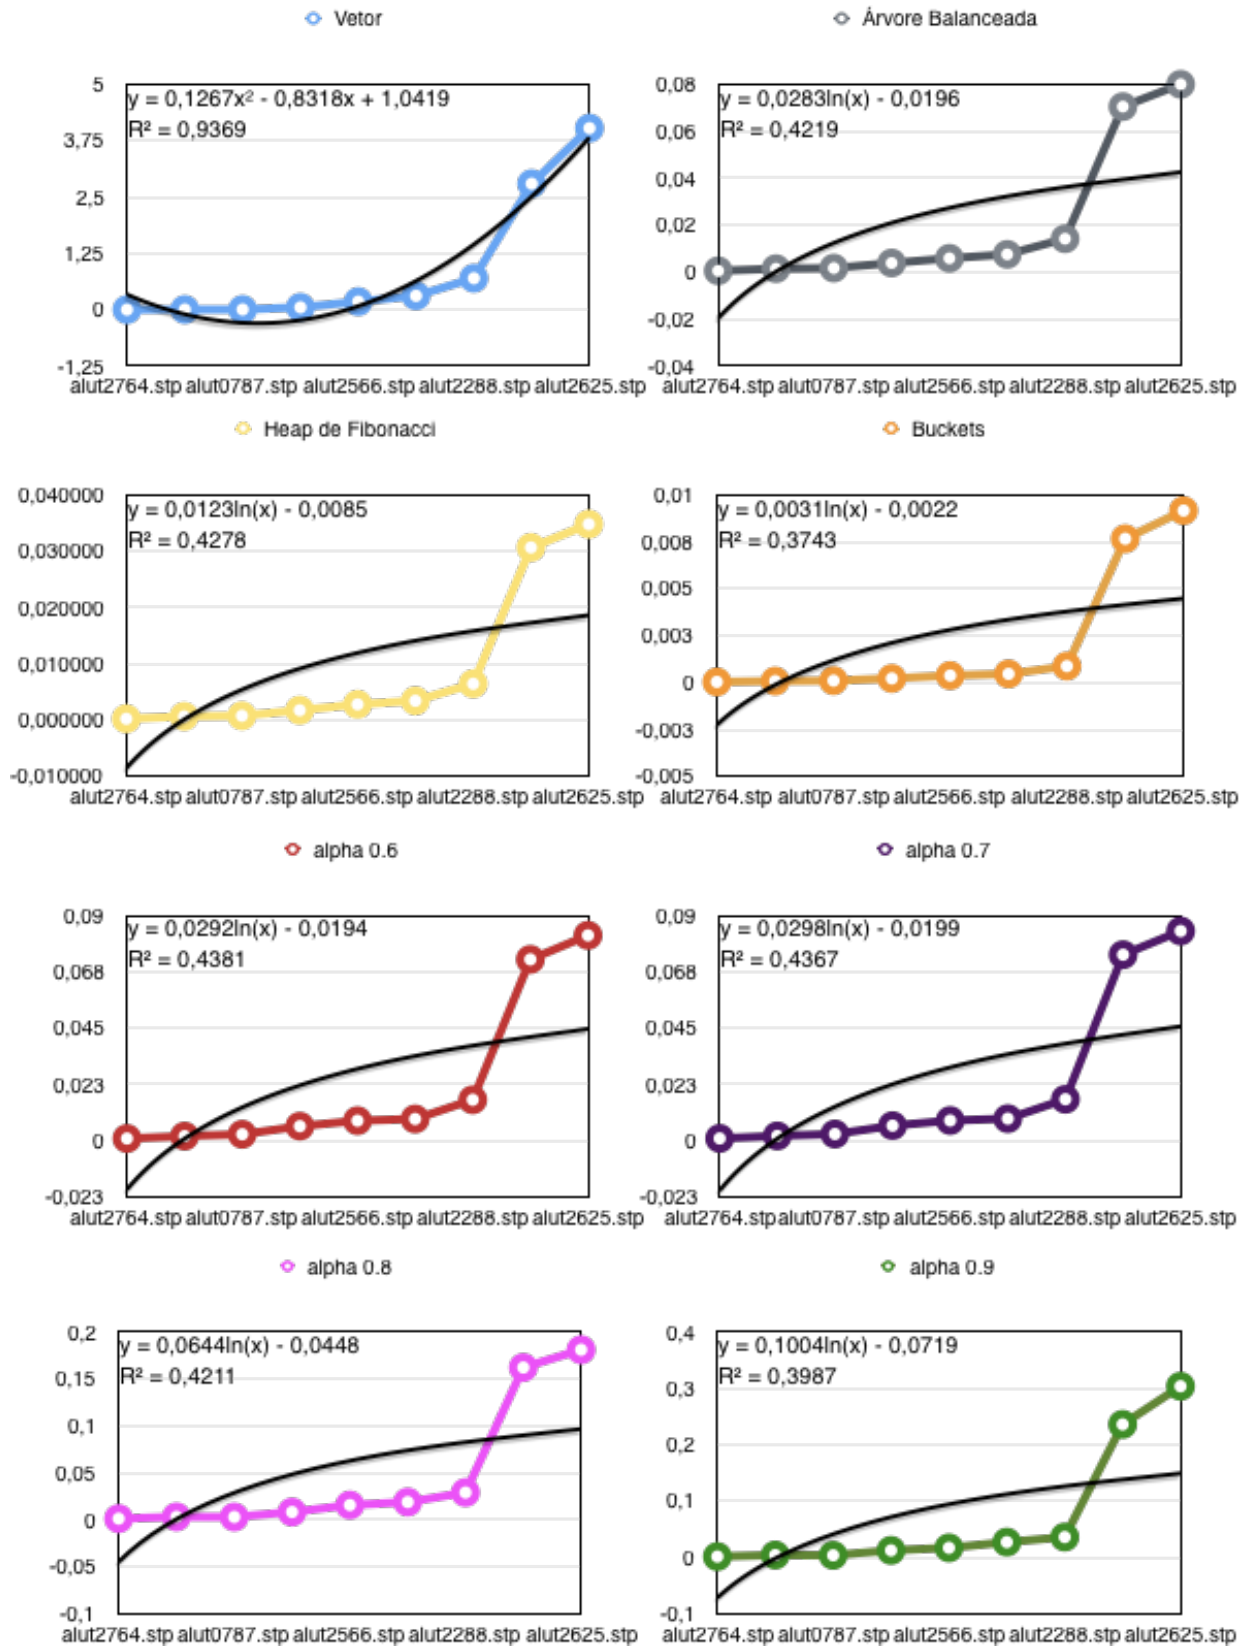 Vetor
y = 0,1267x² - 0,8318x + 1,0419
R² = 0,9369
5
3,75
2,5
1,25
0
-1,25
alut2764.stp alut0787.stp alut2566.stp alut2288.stp alut2625.stp
Árvore Balanceada
y = 0,0283ln(x) - 0,0196
R² = 0,4219
0,08
0,06
0,04
0,02
0
-0,02
-0,04
alut2764.stp alut0787.stp alut2566.stp alut2288.stp alut2625.stp
Heap de Fibonacci
y = 0,0123ln(x) - 0,0085
R² = 0,4278
0,040000
0,030000
0,020000
0,010000
0,000000
-0,010000
alut2764.stp alut0787.stp alut2566.stp alut2288.stp alut2625.stp
Buckets
y = 0,0031ln(x) - 0,0022
R² = 0,3743
0,01
0,008
0,005
0,003
0
-0,003
-0,005
alut2764.stp alut0787.stp alut2566.stp alut2288.stp alut2625.stp
alpha 0.6
y = 0,0292ln(x) - 0,0194
R² = 0,4381
0,09
0,068
0,045
0,023
0
-0,023
alut2764.stp alut0787.stp alut2566.stp alut2288.stp alut2625.stp
alpha 0.7
y = 0,0298ln(x) - 0,0199
R² = 0,4367
0,09
0,068
0,045
0,023
0
-0,023
alut2764.stp alut0787.stp alut2566.stp alut2288.stp alut2625.stp
alpha 0.8
y = 0,0644ln(x) - 0,0448
R² = 0,4211
0,2
0,15
0,1
0,05
0
-0,05
-0,1
alut2764.stp alut0787.stp alut2566.stp alut2288.stp alut2625.stp
alpha 0.9
y = 0,1004ln(x) - 0,0719
R² = 0,3987
0,4
0,3
0,2
0,1
0
-0,1
alut2764.stp alut0787.stp alut2566.stp alut2288.stp alut2625.stp